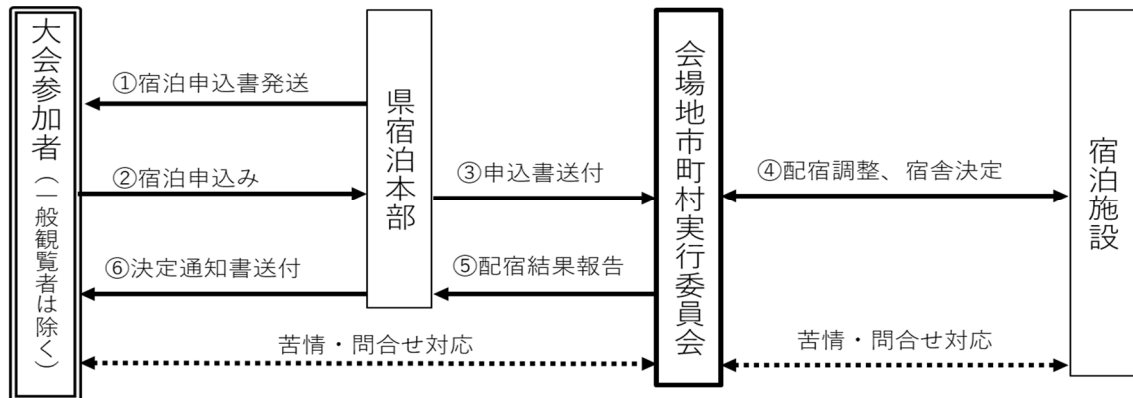 大会参加者（一般観覧者は除く）
①宿泊申込書発送
②宿泊申込み
⑥決定通知書送付
県宿泊本部
③申込書送付
⑤配宿結果報告
苦情・問合せ対応
会場地市町村実行委員会
④配宿調整、宿舎決定
苦情・問合せ対応
宿泊施設